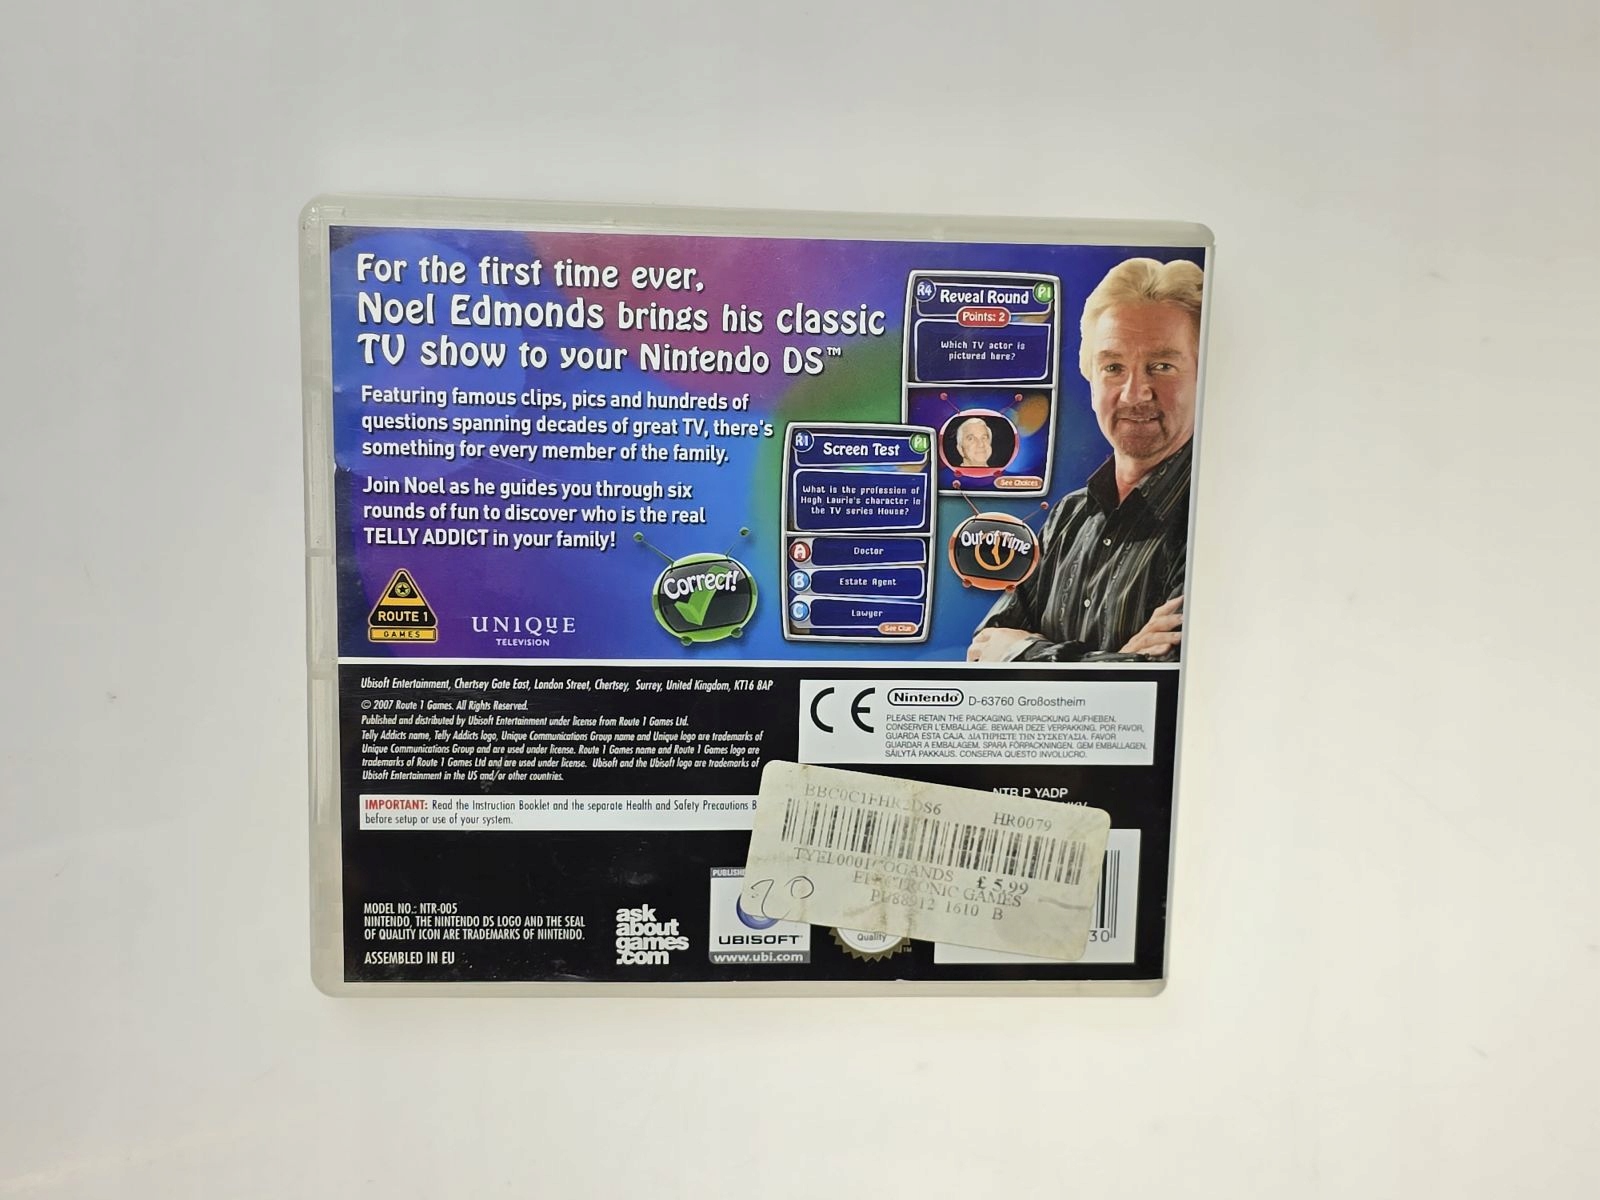 For the first time ever,
Noel Edmonds brings his classic
TV show to your Nintendo DS™
Featuring famous clips, pics and hundreds of
questions spanning decades of great TV, there's
something for every member of the family.
Join Noel as he guides you through six
rounds of fun to discover who is the real
TELLY ADDICT in your family!
ROUTE 1
GAMES
UNIQUE
TELEVISION
Correct!
R4 Reveal Round P1
Points: 2
Which TV actor is
pictured here?
See Choices
R1 Screen Test P1
What is the profession of
Hugh Laurie's character in
the TV series House?
A Doctor
B Estate Agent
C Lawyer
See Clue
Out of Time
Ubisoft Entertainment, Chertsey Gate East, London Street, Chertsey, Surrey, United Kingdom, KT16 8AP
© 2007 Route 1 Games. All Rights Reserved.
Published and distributed by Ubisoft Entertainment under license from Route 1 Games Ltd.
Telly Addicts name, Telly Addicts logo, Unique Communications Group name and Unique logo are trademarks of
Unique Communications Group and are used under license. Route 1 Games name and Route 1 Games logo are
trademarks of Route 1 Games Ltd and are used under license. Ubisoft and the Ubisoft logo are trademarks of
Ubisoft Entertainment in the US and/or other countries.
IMPORTANT: Read the Instruction Booklet and the separate Health and Safety Precautions B
before setup or use of your system.
CE Nintendo D-63760 Großostheim
PLEASE RETAIN THE PACKAGING. VERPACKUNG AUFHEBEN.
CONSERVER L'EMBALLAGE. BEWAAR DEZE VERPAKKING. POR FAVOR,
GUARDA ESTA CAJA. ΔΙΑΤΗΡΗΣΤΕ ΤΗΝ ΣΥΣΚΕΥΑΣΙΑ. FAVOR
GUARDAR A EMBALAGEM. SPARA FÖRPACKNINGEN. GEM EMBALLAGEN.
SÄILYTÄ PAKKAUS. CONSERVA QUESTO INVOLUCRO.
NTR P YADP
BBC0C1FHR2DS6 HR0079
TYEL0001 OGANDS £5.99
ELECTRONIC GAMES
PU88912 1610 B
20
30
MODEL NO.: NTR-005
NINTENDO, THE NINTENDO DS LOGO AND THE SEAL
OF QUALITY ICON ARE TRADEMARKS OF NINTENDO.
ASSEMBLED IN EU
ask
about
games
.com
PUBLISH
UBISOFT
www.ubi.com
Quality